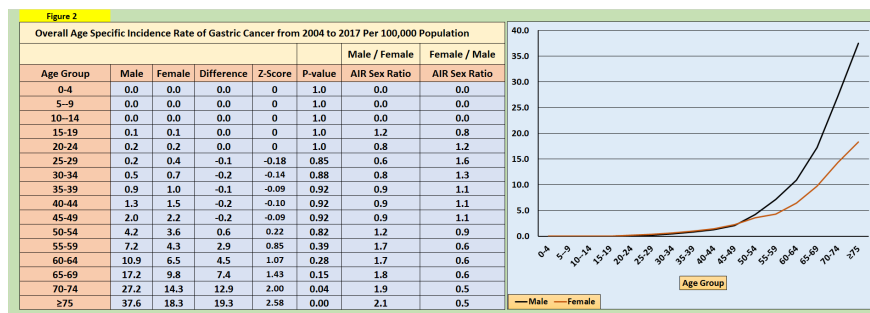 Figure 2
Overall Age Specific Incidence Rate of Gastric Cancer from 2004 to 2017 Per 100,000 Population
Male / Female Female / Male
Age Group Male Female Difference Z-Score P-value AIR Sex Ratio AIR Sex Ratio
0-4 0.0 0.0 0.0 0 1.0 0.0 0.0
5--9 0.0 0.0 0.0 0 1.0 0.0 0.0
10--14 0.0 0.0 0.0 0 1.0 0.0 0.0
15-19 0.1 0.1 0.0 0 1.0 1.2 0.8
20-24 0.2 0.2 0.0 0 1.0 0.8 1.2
25-29 0.2 0.4 -0.1 -0.18 0.85 0.6 1.6
30-34 0.5 0.7 -0.2 -0.14 0.88 0.8 1.3
35-39 0.9 1.0 -0.1 -0.09 0.92 0.9 1.1
40-44 1.3 1.5 -0.2 -0.10 0.92 0.9 1.1
45-49 2.0 2.2 -0.2 -0.09 0.92 0.9 1.1
50-54 4.2 3.6 0.6 0.22 0.82 1.2 0.9
55-59 7.2 4.3 2.9 0.85 0.39 1.7 0.6
60-64 10.9 6.5 4.5 1.07 0.28 1.7 0.6
65-69 17.2 9.8 7.4 1.43 0.15 1.8 0.6
70-74 27.2 14.3 12.9 2.00 0.04 1.9 0.5
≥75 37.6 18.3 19.3 2.58 0.00 2.1 0.5
40.0
35.0
30.0
25.0
20.0
15.0
10.0
5.0
0.0
0-4 5--9 10--14 15-19 20-24 25-29 30-34 35-39 40-44 45-49 50-54 55-59 60-64 65-69 70-74 ≥75
Age Group
Male Female